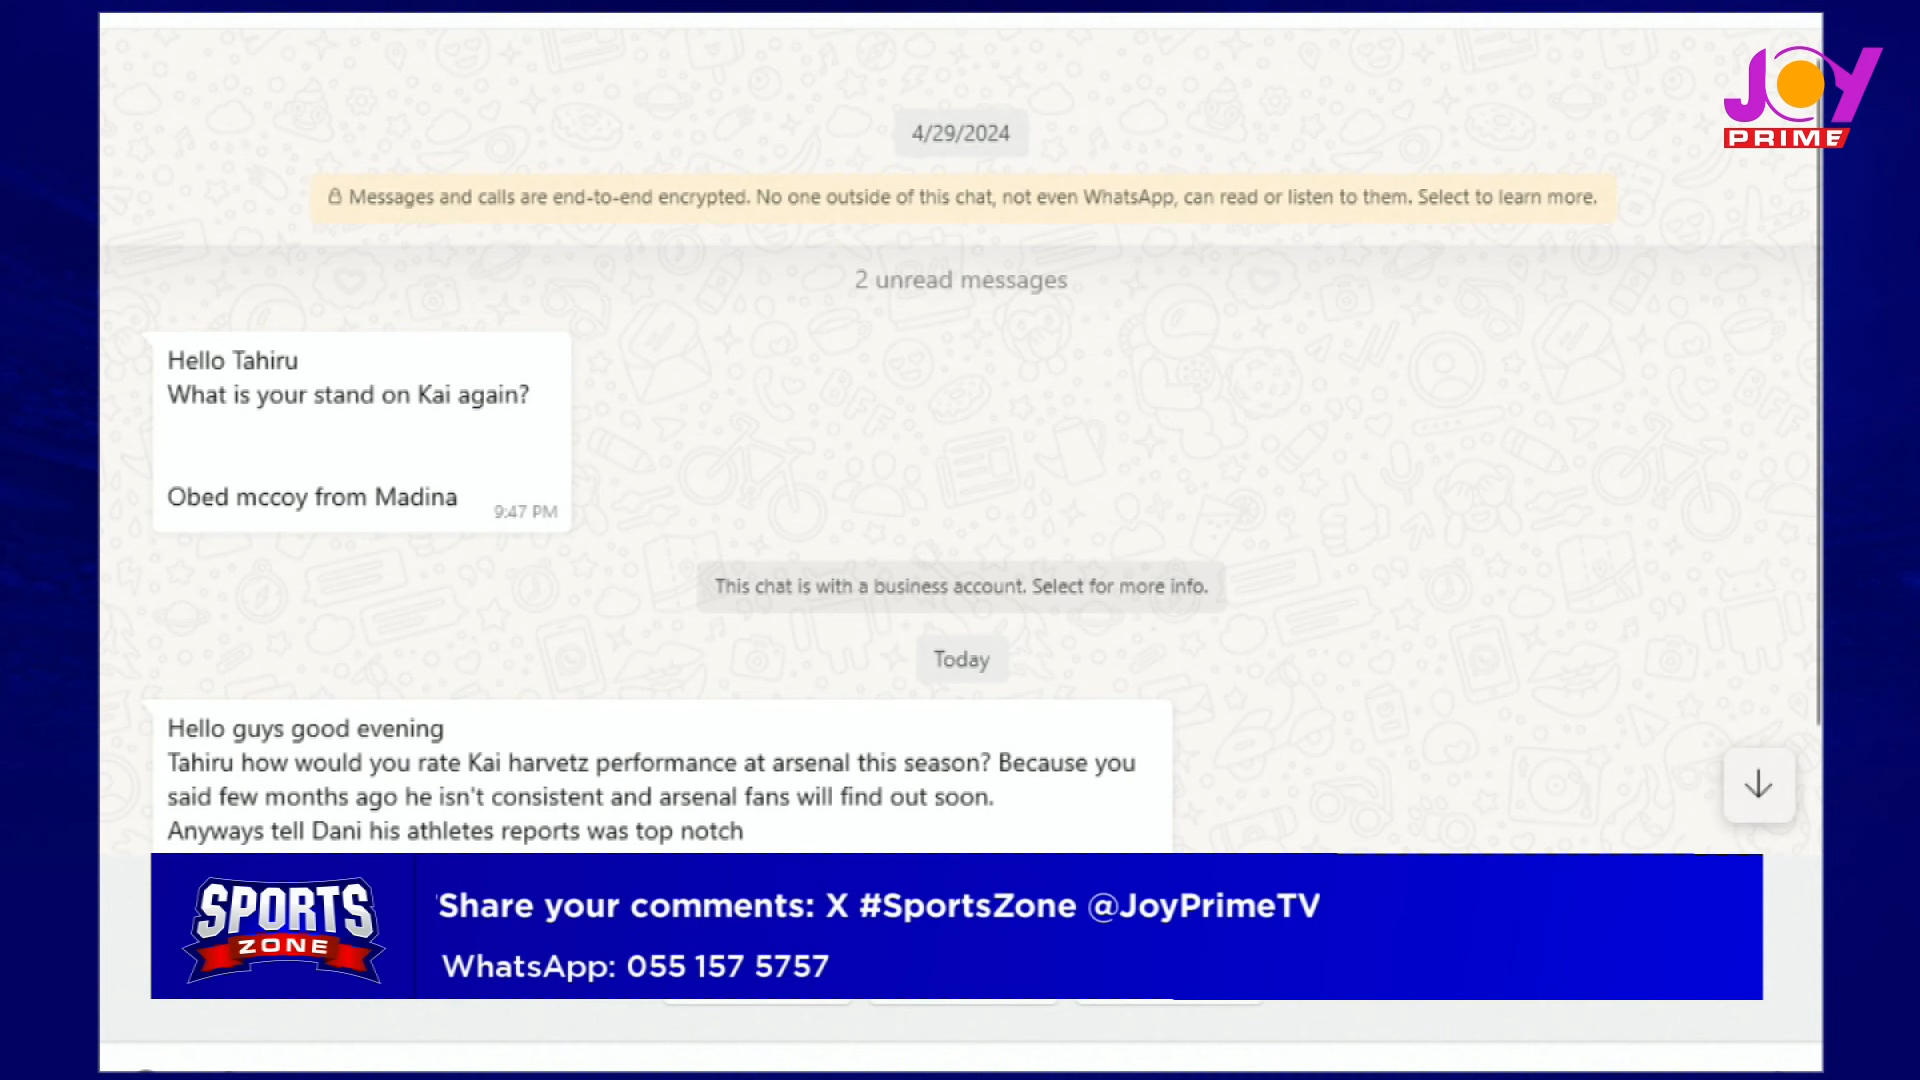 JOY
PRIME
4/29/2024
Messages and calls are end-to-end encrypted. No one outside of this chat, not even WhatsApp, can read or listen to them. Select to learn more.
2 unread messages
Hello Tahiru
What is your stand on Kai again?
Obed mccoy from Madina
9:47 PM
This chat is with a business account. Select for more info.
Today
Hello guys good evening
Tahiru how would you rate Kai harvetz performance at arsenal this season? Because you
said few months ago he isn't consistent and arsenal fans will find out soon.
Anyways tell Dani his athletes reports was top notch
SPORTS
ZONE
Share your comments: X #SportsZone @JoyPrimeTV
WhatsApp: 055 157 5757